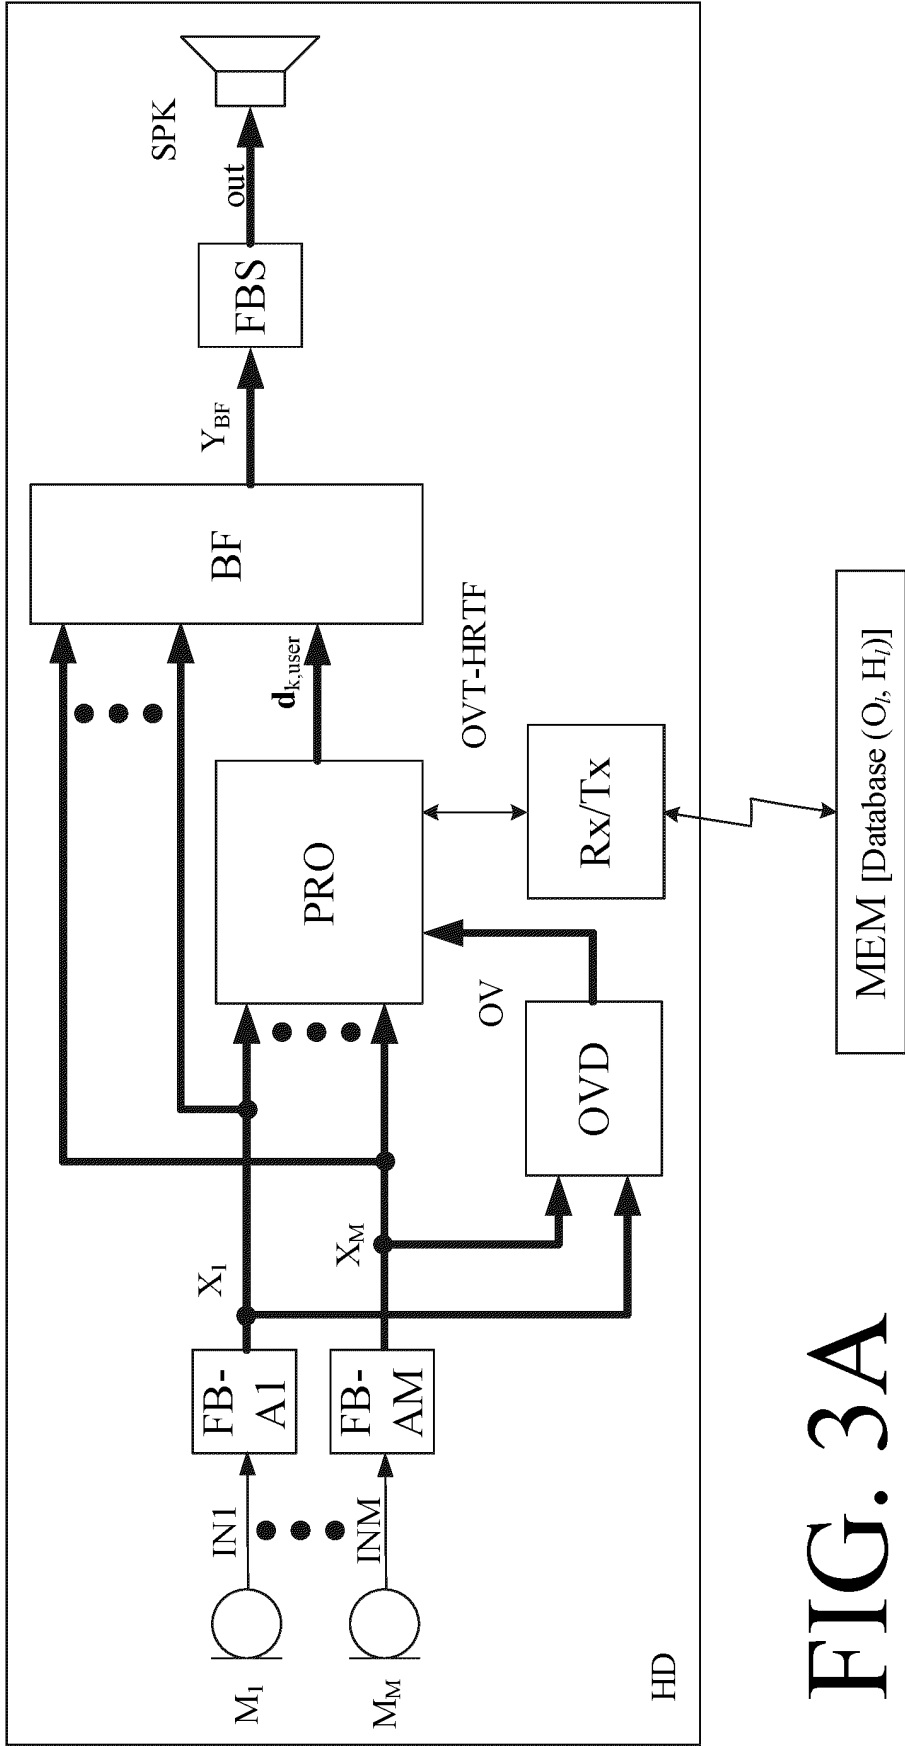 SPK
out
FBS
Y_BF
BF
d_k,user
OVT-HRTF
PRO
Rx/Tx
OV
OVD
X_1
X_M
FB-
A1
FB-
AM
IN1
INM
M_1
M_M
HD
MEM [Database (O_l, H_l)]
FIG. 3A